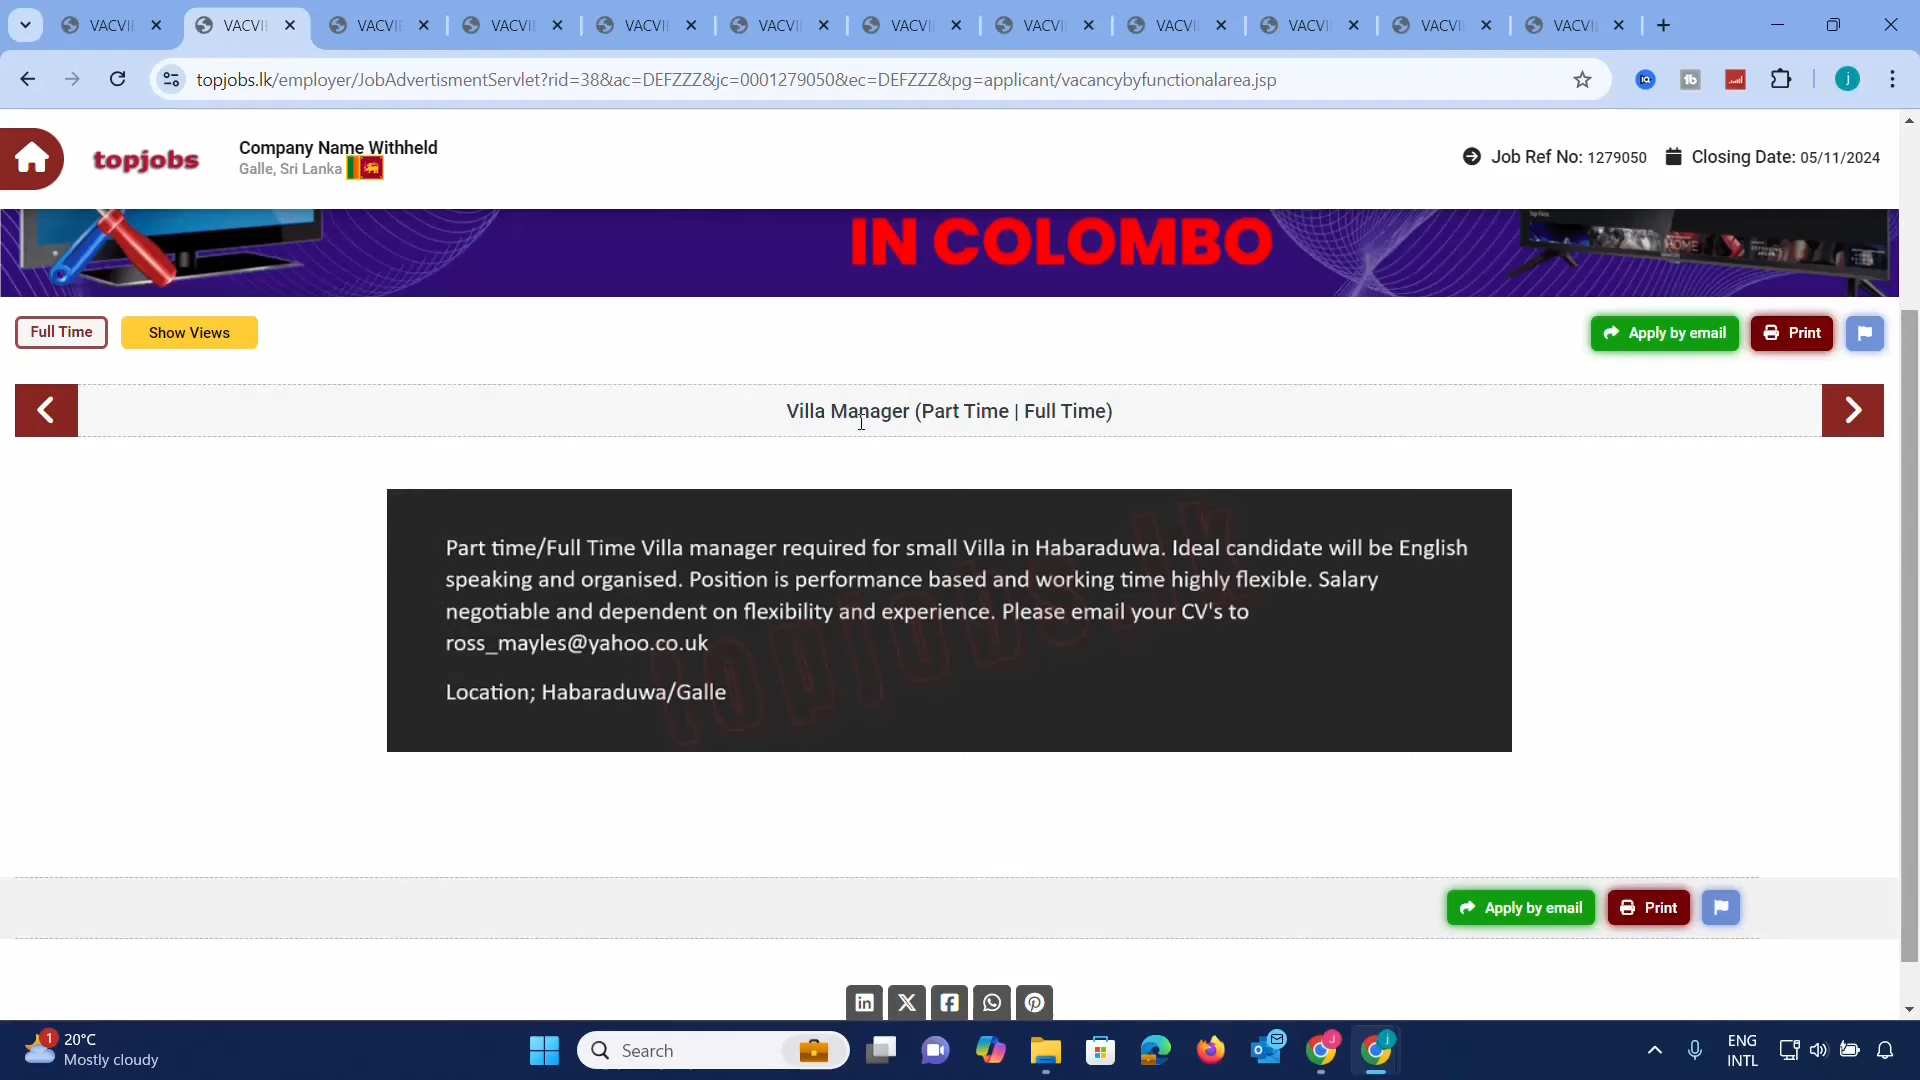 VACVI
VACVI
VACVI
VACVI
VACVI
VACVI
VACVI
VACVI
VACVI
VACVI
VACVI
VACVI
topjobs.lk/employer/JobAdvertismentServlet?rid=38&ac=DEFZZZ&jc=0001279050&ec=DEFZZZ&pg=applicant/vacancybyfunctionalarea.jsp
j
topjobs
Company Name Withheld
Galle, Sri Lanka
Job Ref No: 1279050
Closing Date: 05/11/2024
IN COLOMBO
HOME
Full Time
Show Views
Apply by email
Print
Villa Manager (Part Time | Full Time)
Part time/Full Time Villa manager required for small Villa in Habaraduwa. Ideal candidate will be English
speaking and organised. Position is performance based and working time highly flexible. Salary
negotiable and dependent on flexibility and experience. Please email your CV's to
ross_mayles@yahoo.co.uk
Location; Habaraduwa/Galle
topjobs.lk
Apply by email
Print
1
20°C
Mostly cloudy
Search
ENG
INTL